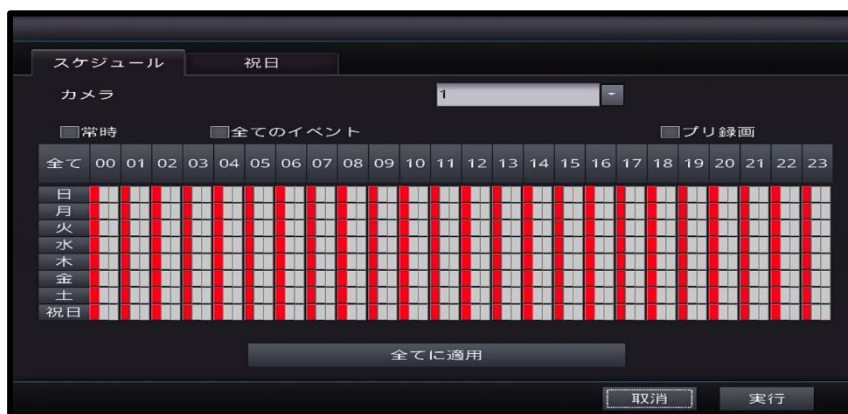 スケジュール 祝日
カメラ 1
常時 全てのイベント プリ録画
全て 00 01 02 03 04 05 06 07 08 09 10 11 12 13 14 15 16 17 18 19 20 21 22 23
日
月
火
水
木
金
土
祝日
全てに適用
取消 実行